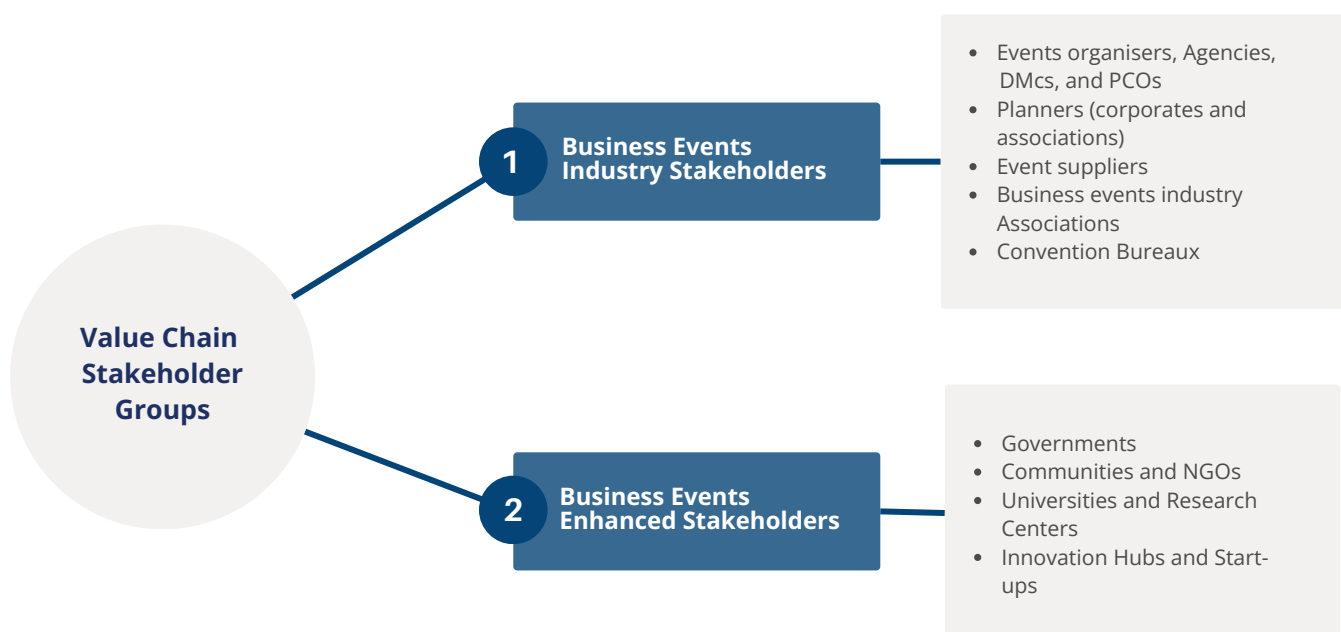 Value Chain
Stakeholder
Groups
1
Business Events
Industry Stakeholders
• Events organisers, Agencies,
DMcs, and PCOs
• Planners (corporates and
associations)
• Event suppliers
• Business events industry
Associations
• Convention Bureaux
2
Business Events
Enhanced Stakeholders
• Governments
• Communities and NGOs
• Universities and Research
Centers
• Innovation Hubs and Start-
ups